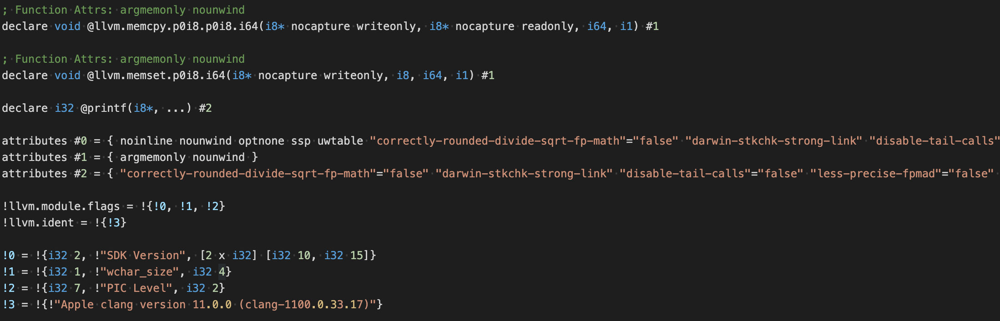 ; Function Attrs: argmemonly nounwind
declare void @llvm.memcpy.p0i8.p0i8.i64(i8* nocapture writeonly, i8* nocapture readonly, i64, i1) #1
; Function Attrs: argmemonly nounwind
declare void @llvm.memset.p0i8.i64(i8* nocapture writeonly, i8, i64, i1) #1
declare i32 @printf(i8*, ...) #2
attributes #0 = { noinline nounwind optnone ssp uwtable "correctly-rounded-divide-sqrt-fp-math"="false" "darwin-stkchk-strong-link" "disable-tail-calls"
attributes #1 = { argmemonly nounwind }
attributes #2 = { "correctly-rounded-divide-sqrt-fp-math"="false" "darwin-stkchk-strong-link" "disable-tail-calls"="false" "less-precise-fpmad"="false"
!llvm.module.flags = !{!0, !1, !2}
!llvm.ident = !{!3}
!0 = !{i32 2, !"SDK Version", [2 x i32] [i32 10, i32 15]}
!1 = !{i32 1, !"wchar_size", i32 4}
!2 = !{i32 7, !"PIC Level", i32 2}
!3 = !{!"Apple clang version 11.0.0 (clang-1100.0.33.17)"}